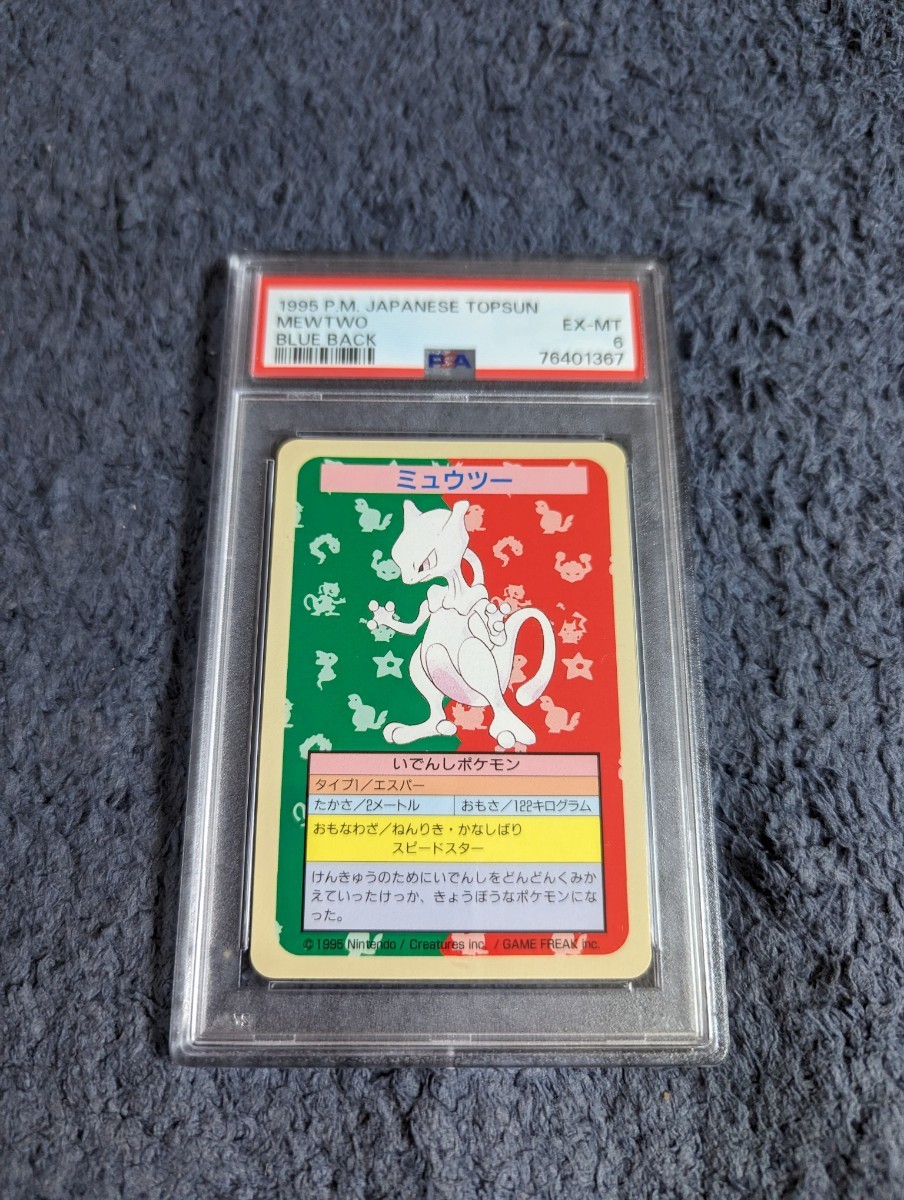 1995 P.M. JAPANESE TOPSUN
MEWTWO
EX-MT
BLUE BACK
6
PSA
76401367
ミュウツー
いでんしポケモン
タイプ1/エスパー
たかさ/2メートル
おもさ/122キログラム
おもなわざ/ねんりき・かなしばり
スピードスター
けんきゅうのためにいでんしをどんどんくみか
えていったけっか、きょうぼうなポケモンにな
った。
©1995 Nintendo / Creatures inc. / GAME FREAK inc.